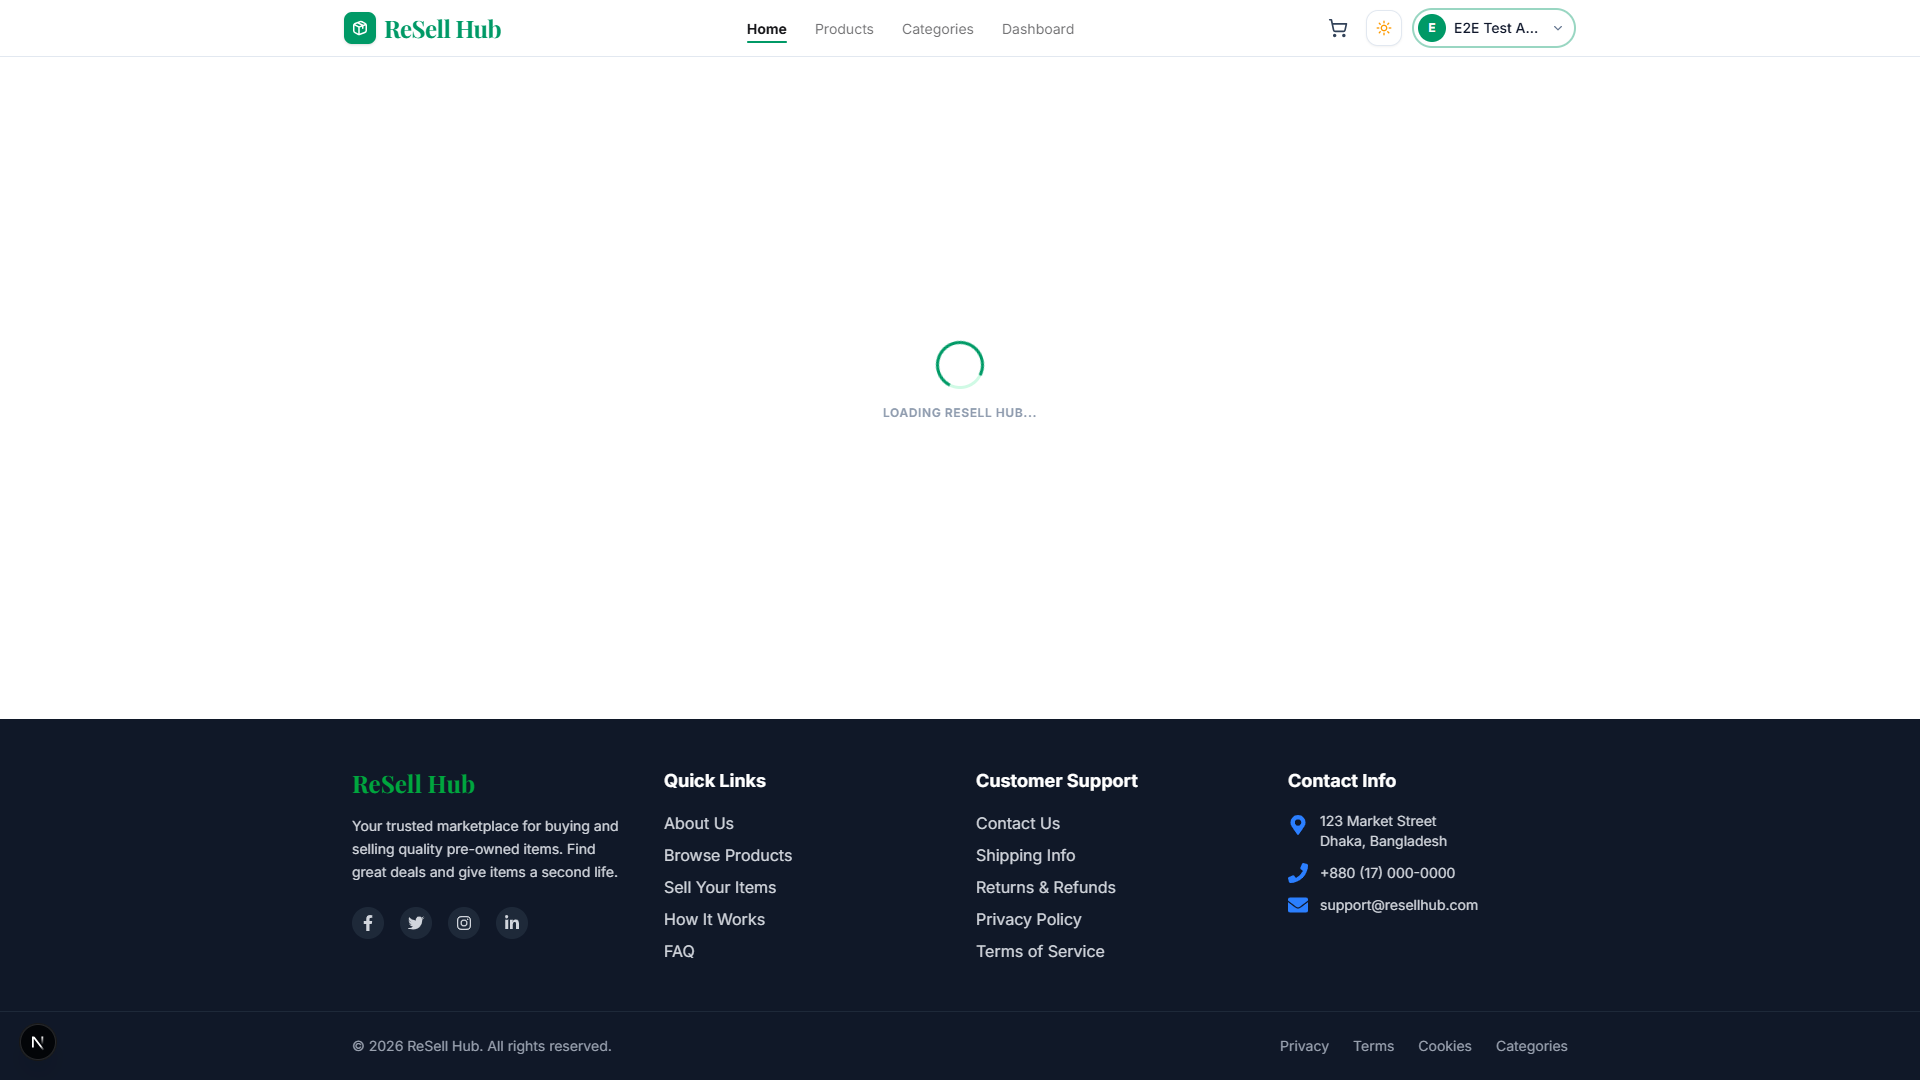 ReSell Hub
Home
Products
Categories
Dashboard
E
E2E Test A...
LOADING RESELL HUB...
ReSell Hub
Your trusted marketplace for buying and
selling quality pre-owned items. Find
great deals and give items a second life.
Quick Links
About Us
Browse Products
Sell Your Items
How It Works
FAQ
Customer Support
Contact Us
Shipping Info
Returns & Refunds
Privacy Policy
Terms of Service
Contact Info
123 Market Street
Dhaka, Bangladesh
+880 (17) 000-0000
support@resellhub.com
N
© 2026 ReSell Hub. All rights reserved.
Privacy
Terms
Cookies
Categories